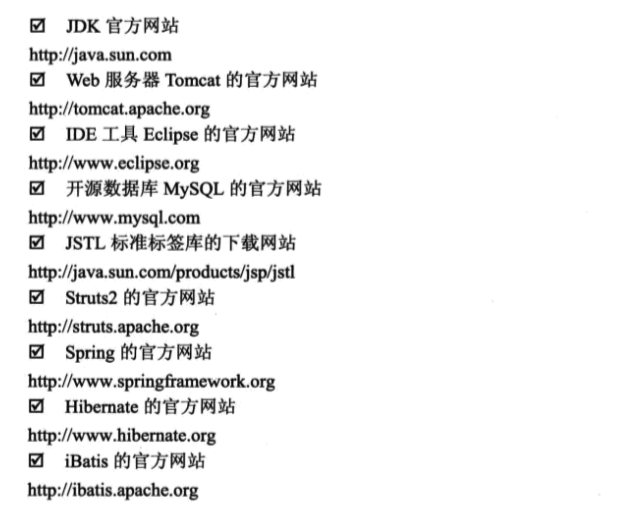 ☑ JDK 官方网站
http://java.sun.com
☑ Web 服务器 Tomcat 的官方网站
http://tomcat.apache.org
☑ IDE 工具 Eclipse 的官方网站
http://www.eclipse.org
☑ 开源数据库 MySQL 的官方网站
http://www.mysql.com
☑ JSTL 标准标签库的下载网站
http://java.sun.com/products/jsp/jstl
☑ Struts2 的官方网站
http://struts.apache.org
☑ Spring 的官方网站
http://www.springframework.org
☑ Hibernate 的官方网站
http://www.hibernate.org
☑ iBatis 的官方网站
http://ibatis.apache.org